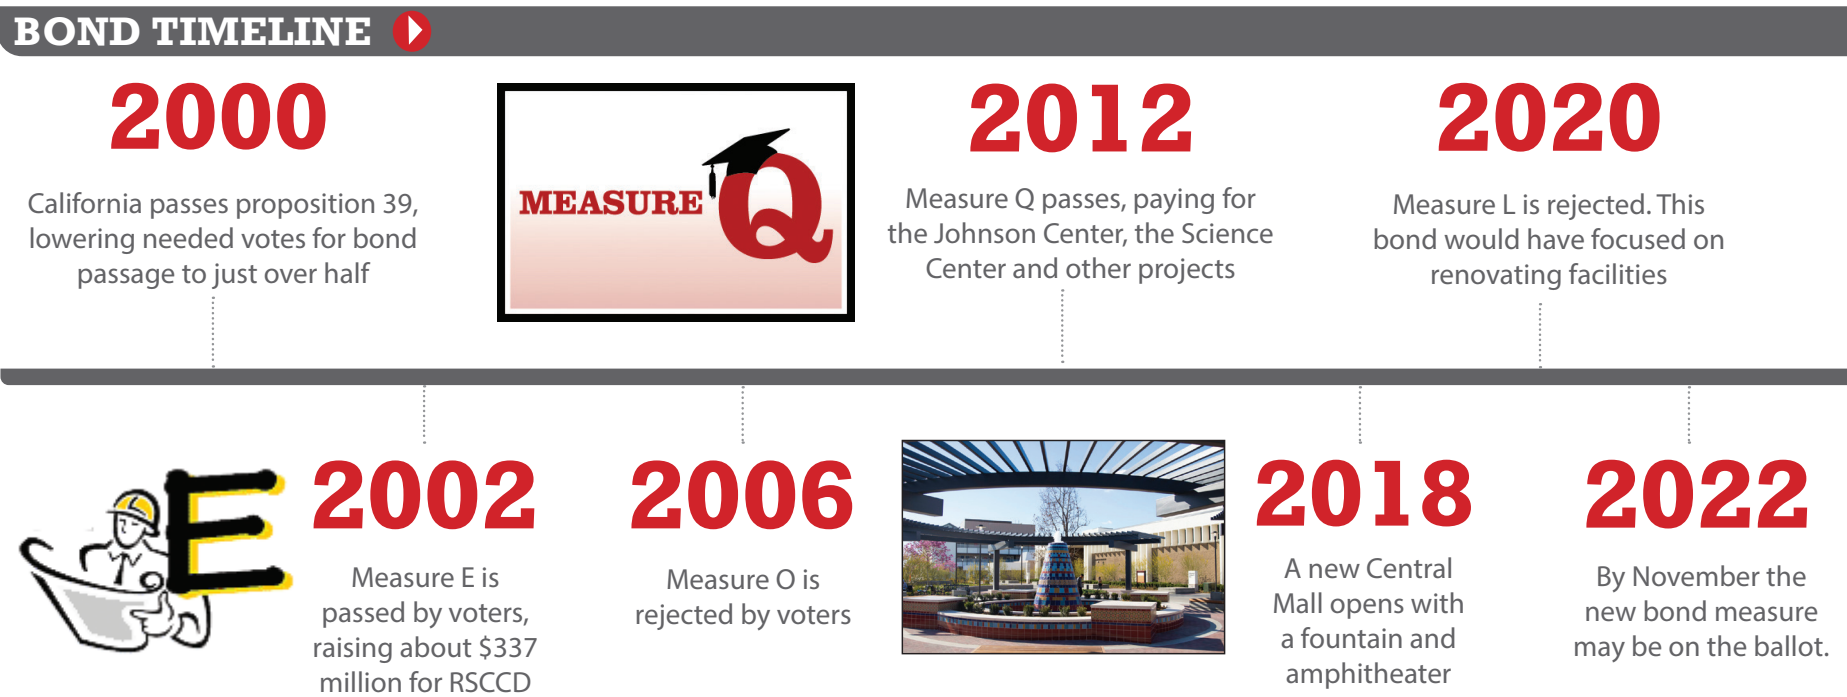 BOND TIMELINE
2000
California passes proposition 39,
lowering needed votes for bond
passage to just over half
MEASURE Q
2012
Measure Q passes, paying for
the Johnson Center, the Science
Center and other projects
2020
Measure L is rejected. This
bond would have focused on
renovating facilities
E
2002
Measure E is
passed by voters,
raising about $337
million for RSCCD
2006
Measure O is
rejected by voters
2018
A new Central
Mall opens with
a fountain and
amphitheater
2022
By November the
new bond measure
may be on the ballot.